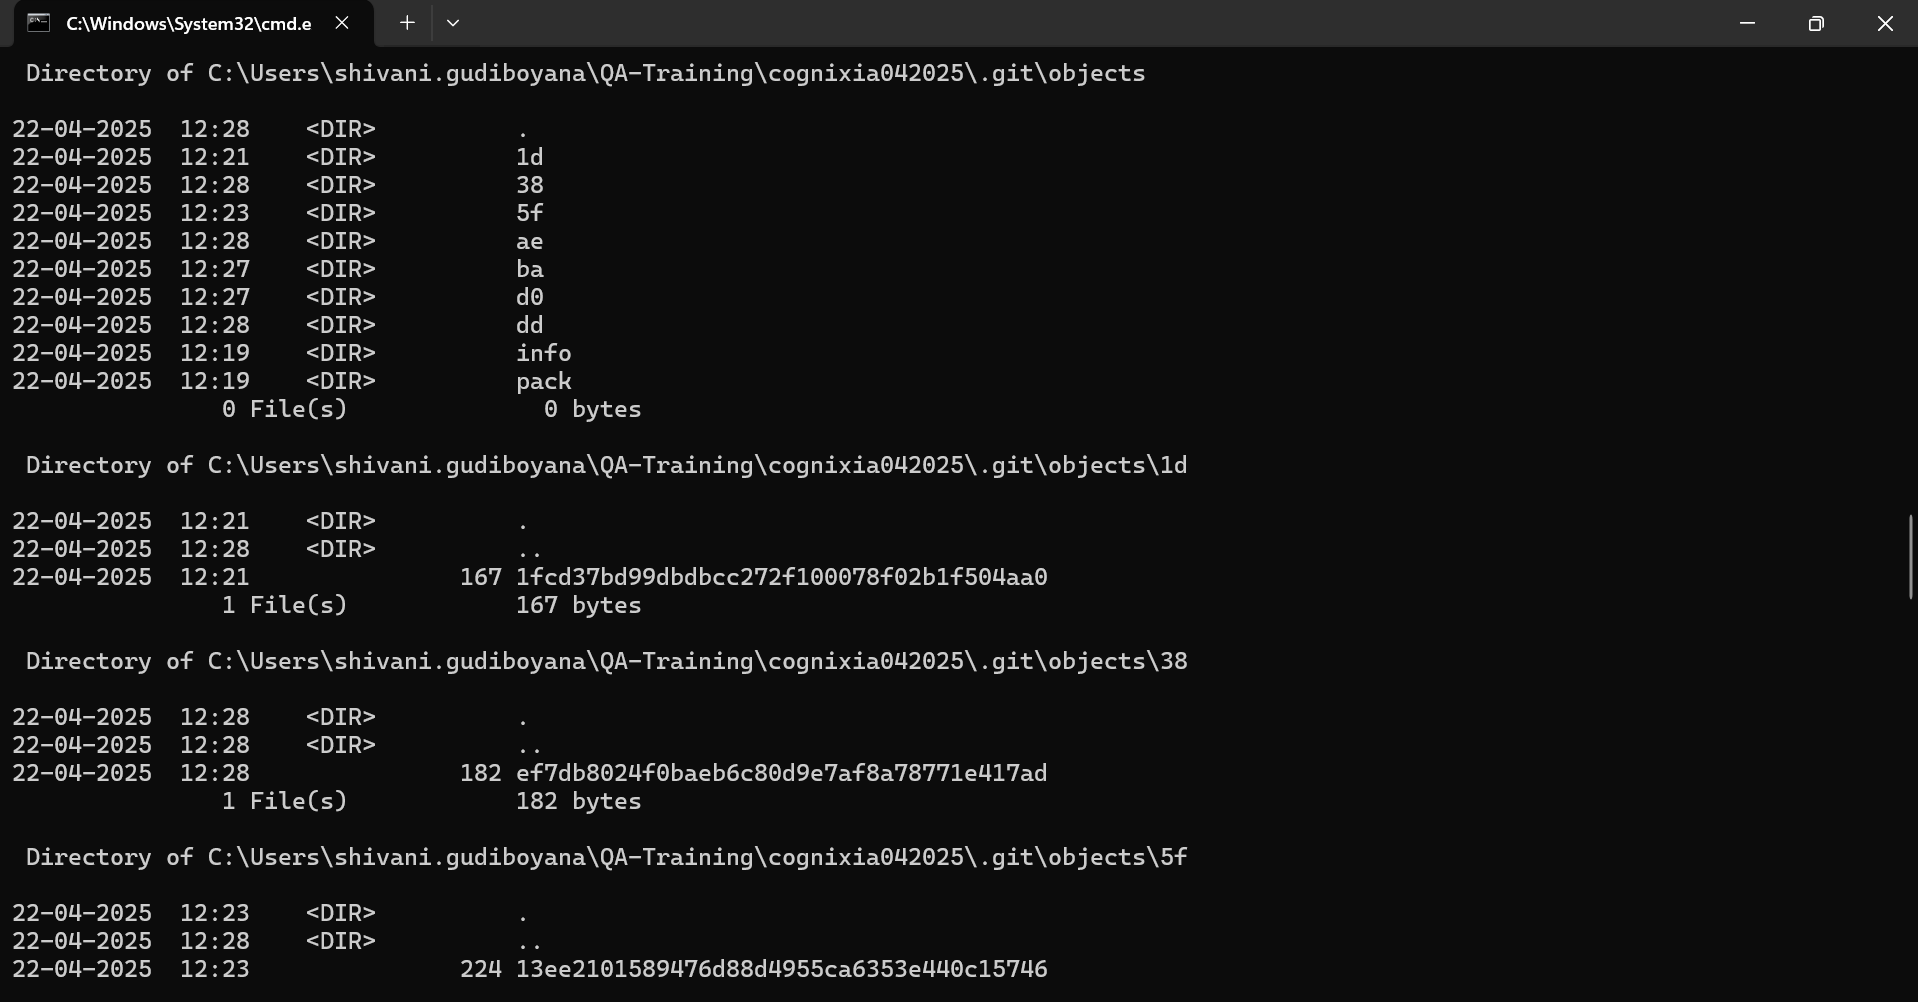 C:\Windows\System32\cmd.e
Directory of C:\Users\shivani.gudiboyana\QA-Training\cognixia042025\.git\objects
22-04-2025 12:28 <DIR> .
22-04-2025 12:21 <DIR> 1d
22-04-2025 12:28 <DIR> 38
22-04-2025 12:23 <DIR> 5f
22-04-2025 12:28 <DIR> ae
22-04-2025 12:27 <DIR> ba
22-04-2025 12:27 <DIR> d0
22-04-2025 12:28 <DIR> dd
22-04-2025 12:19 <DIR> info
22-04-2025 12:19 <DIR> pack
0 File(s) 0 bytes
Directory of C:\Users\shivani.gudiboyana\QA-Training\cognixia042025\.git\objects\1d
22-04-2025 12:21 <DIR> .
22-04-2025 12:28 <DIR> ..
22-04-2025 12:21 167 1fcd37bd99dbdbcc272f100078f02b1f504aa0
1 File(s) 167 bytes
Directory of C:\Users\shivani.gudiboyana\QA-Training\cognixia042025\.git\objects\38
22-04-2025 12:28 <DIR> .
22-04-2025 12:28 <DIR> ..
22-04-2025 12:28 182 ef7db8024f0baeb6c80d9e7af8a78771e417ad
1 File(s) 182 bytes
Directory of C:\Users\shivani.gudiboyana\QA-Training\cognixia042025\.git\objects\5f
22-04-2025 12:23 <DIR> .
22-04-2025 12:28 <DIR> ..
22-04-2025 12:23 224 13ee2101589476d88d4955ca6353e440c15746